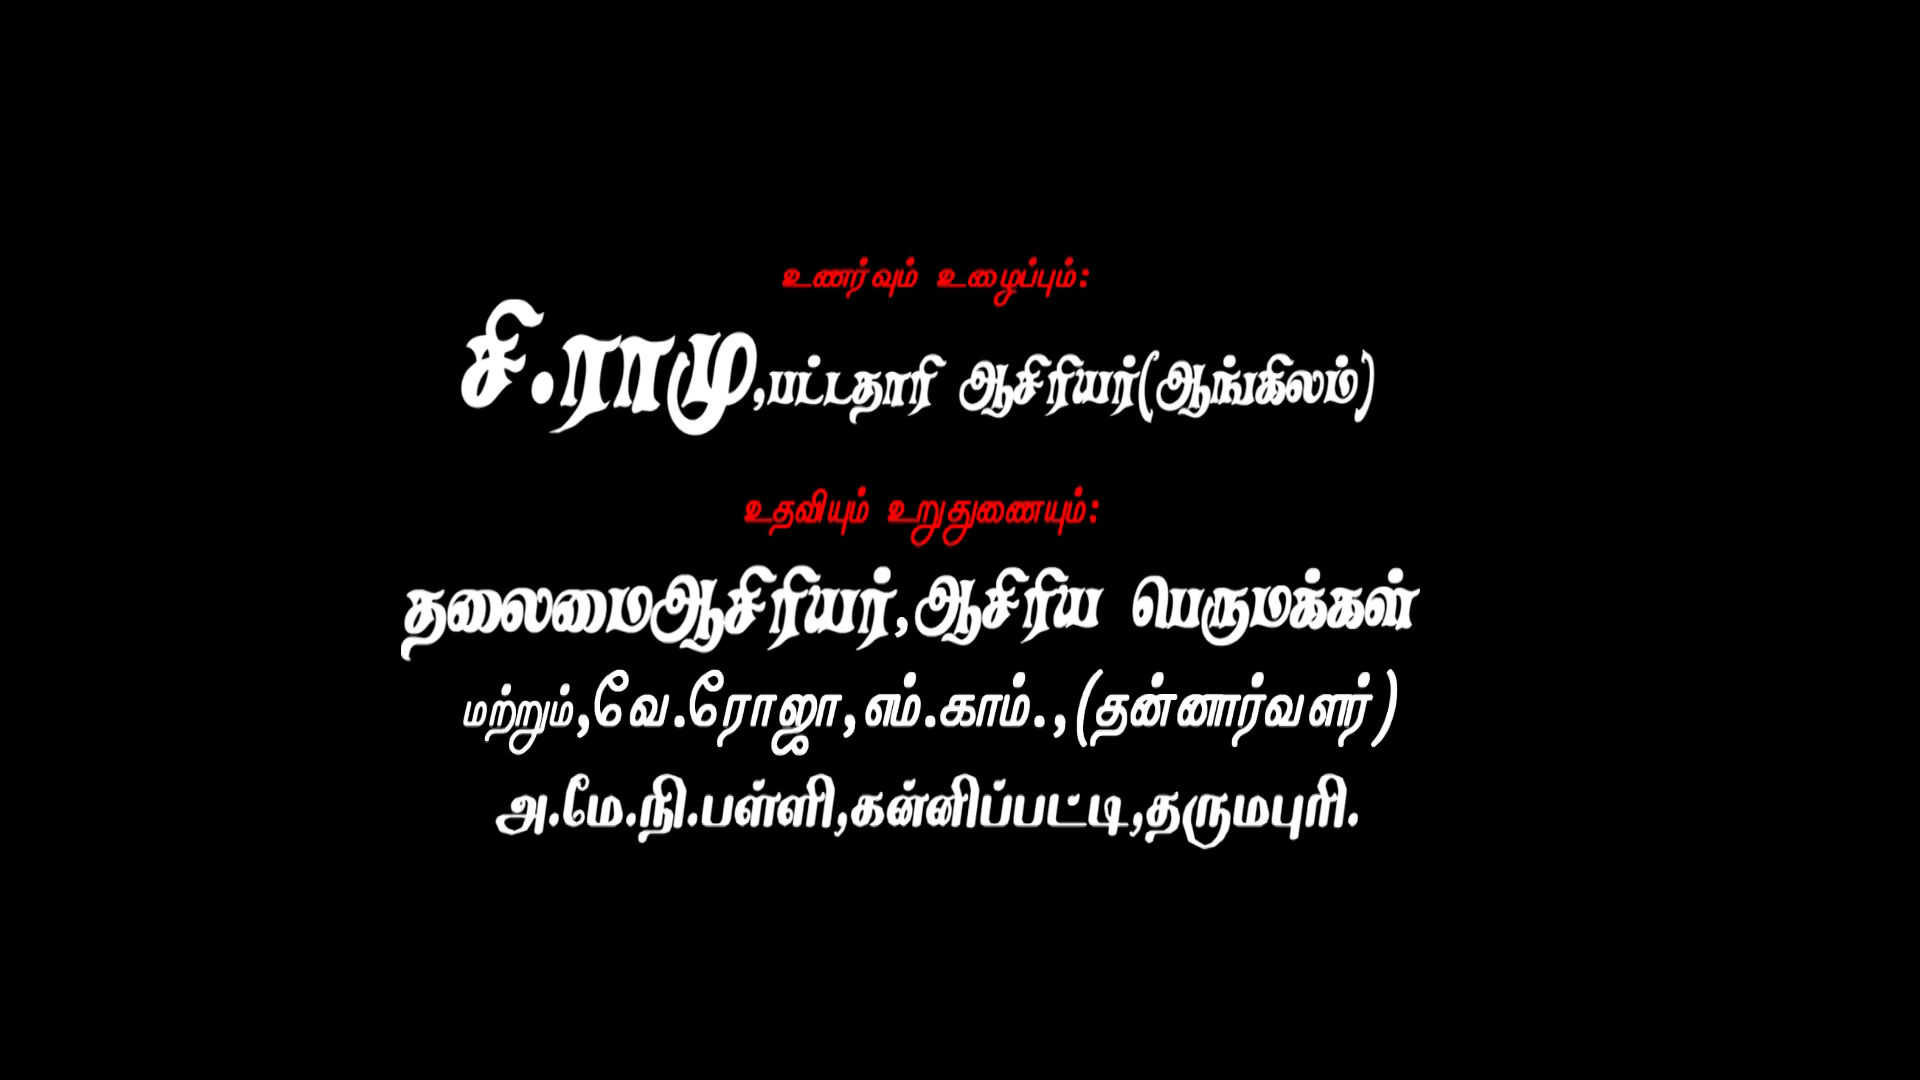 உணர்வும் உழைப்பும்:
சி.ராமு,பட்டதாரி ஆசிரியர்(ஆங்கிலம்)
உதவியும் உறுதுணையும்:
தலைமைஆசிரியர்,ஆசிரிய பெருமக்கள்
மற்றும்,வே.ரோஜா,எம்.காம்.,(தன்னார்வளர்)
அ.மே.நி.பள்ளி,கன்னிப்பட்டி,தருமபுரி.